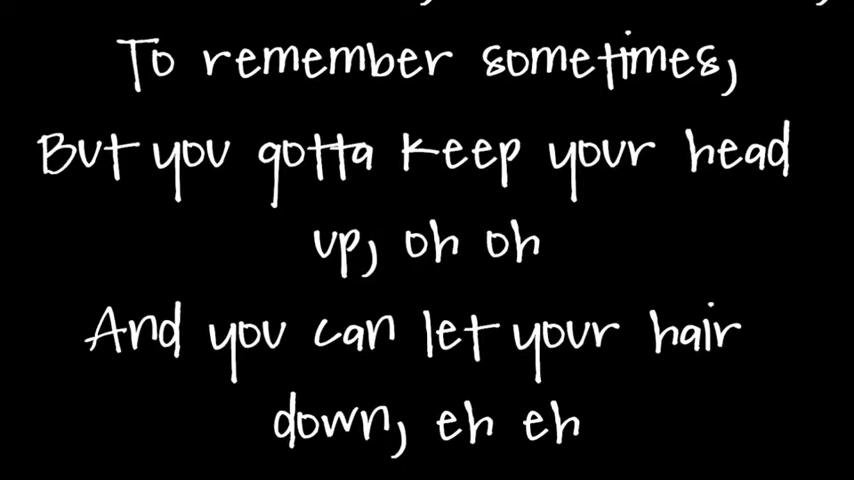 To remember sometimes,
But you gotta keep your head
up, oh oh
And you can let your hair
down, eh eh